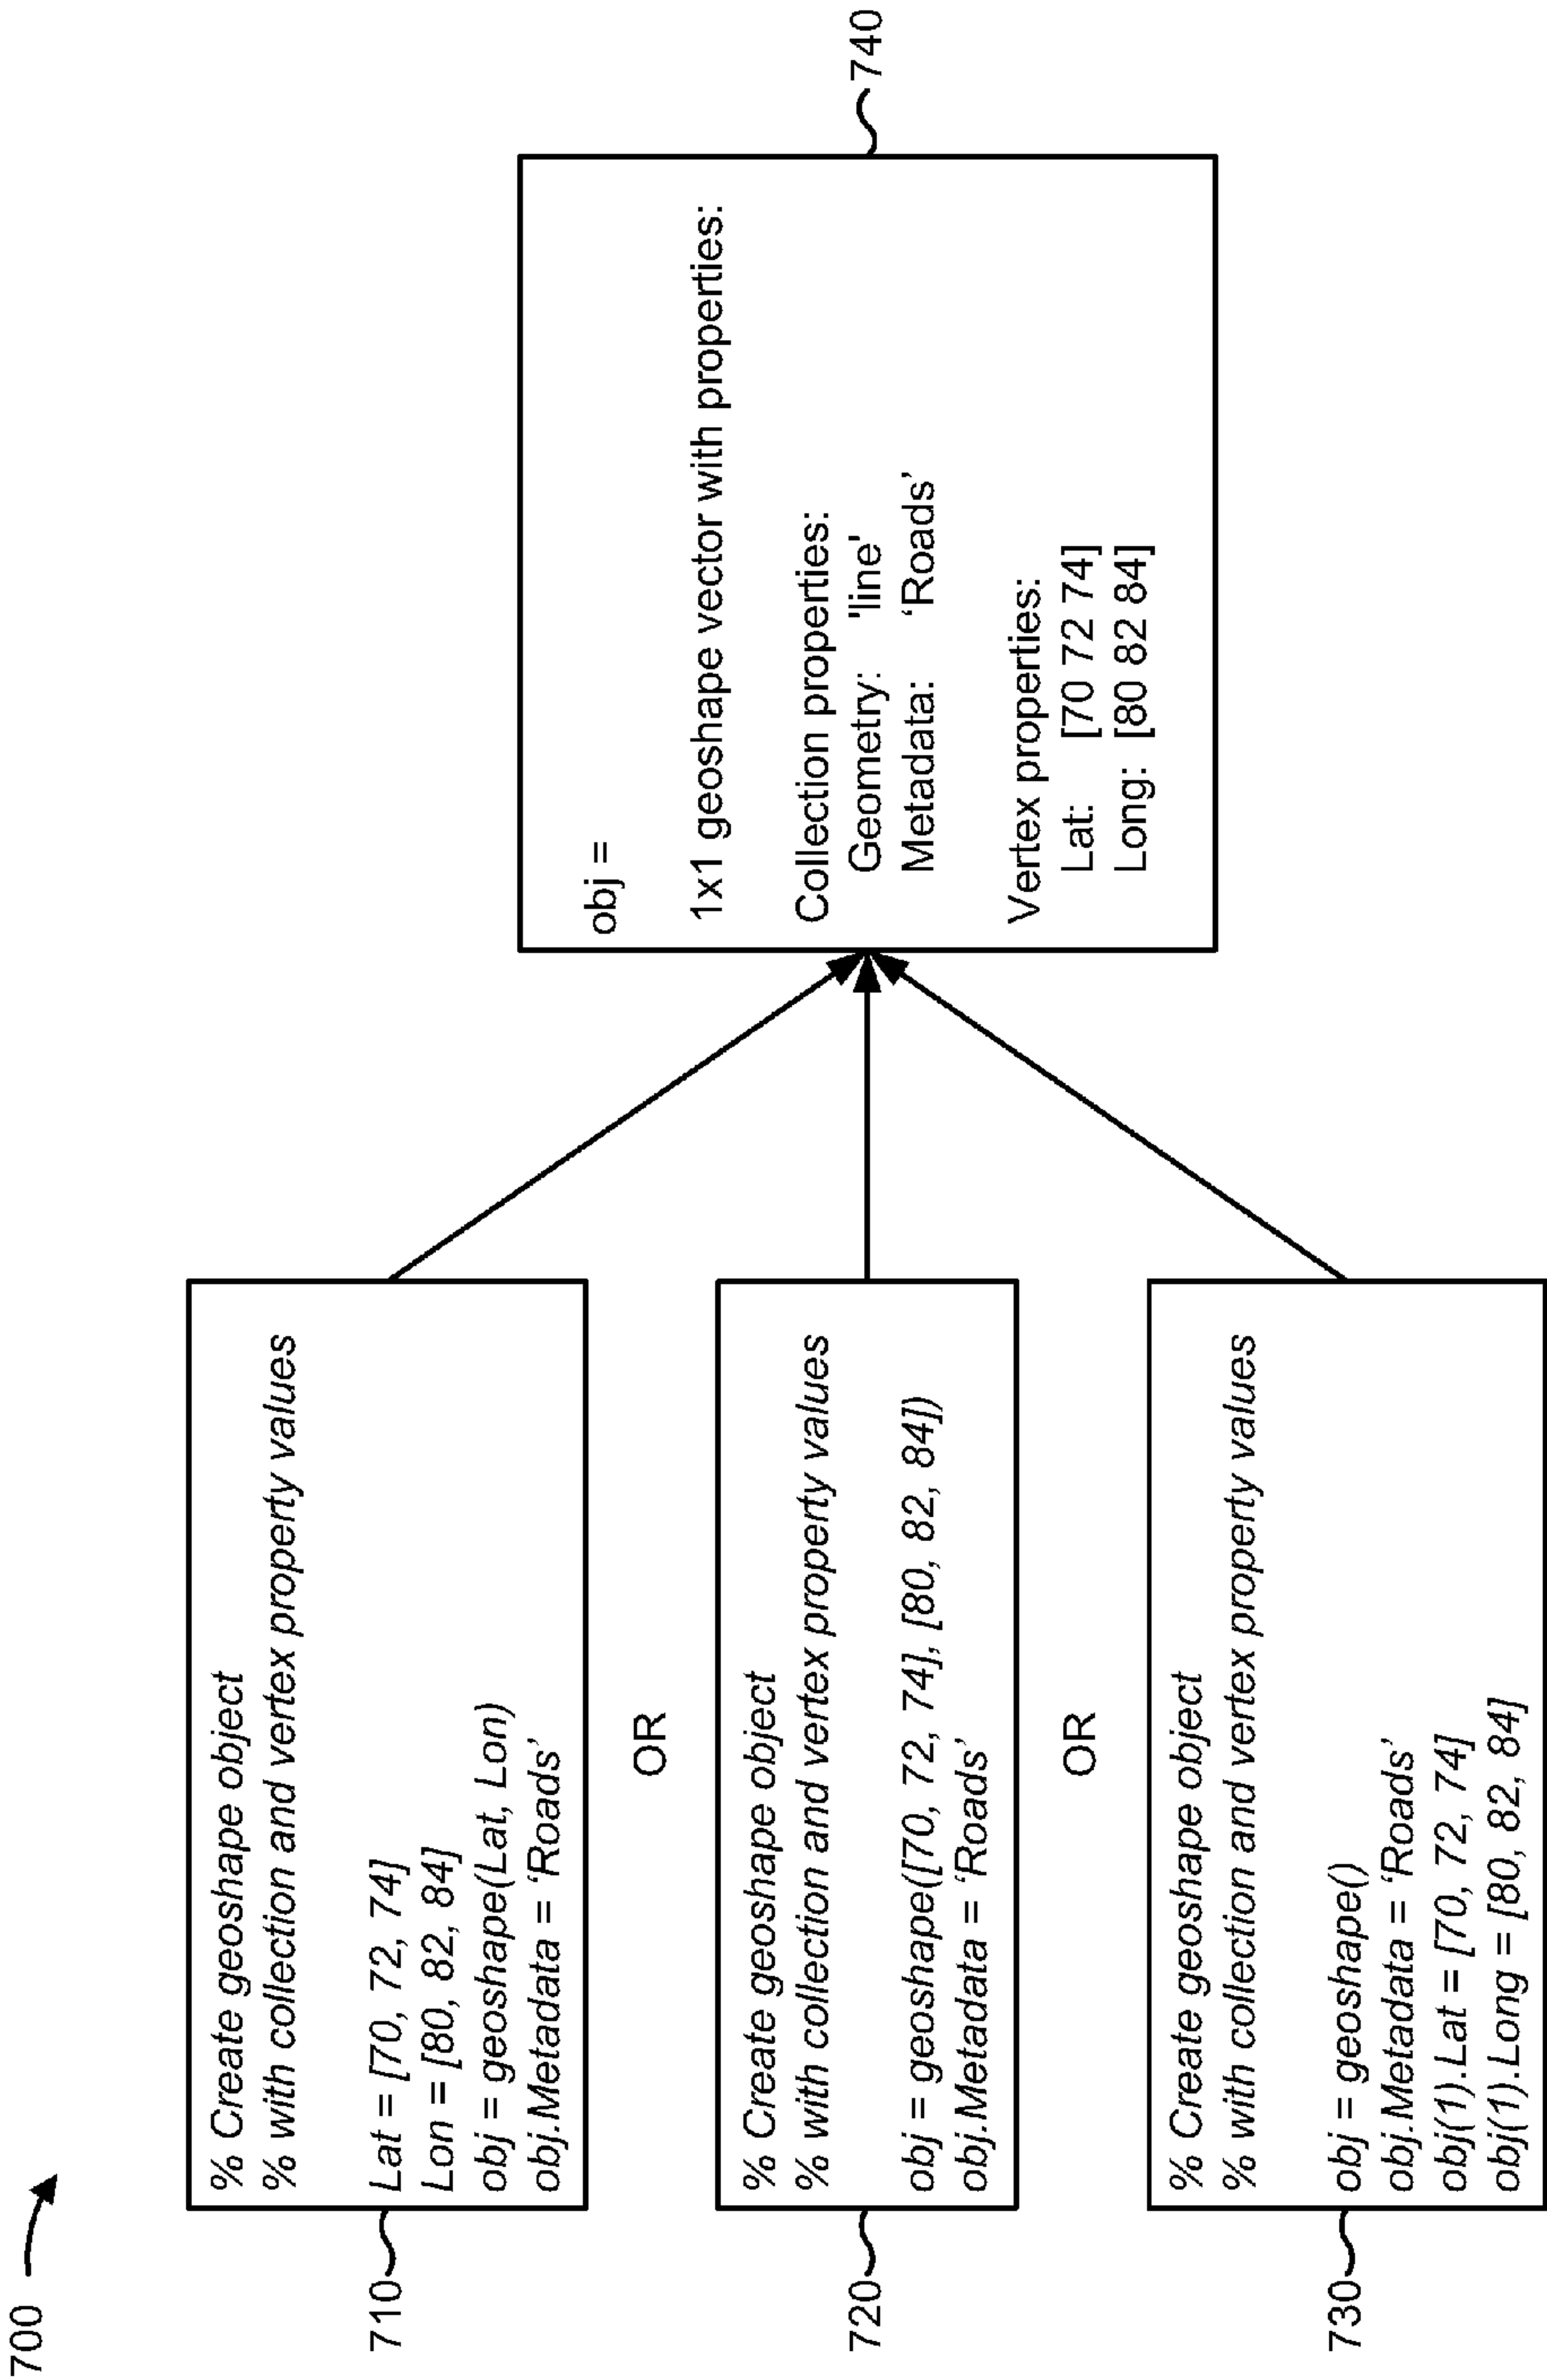 700
710
% Create geoshape object
% with collection and vertex property values
Lat = [70, 72, 74]
Lon = [80, 82, 84]
obj = geoshape(Lat, Lon)
obj.Metadata = ‘Roads’
OR
720
% Create geoshape object
% with collection and vertex property values
obj = geoshape([70, 72, 74], [80, 82, 84])
obj.Metadata = ‘Roads’
OR
730
% Create geoshape object
% with collection and vertex property values
obj = geoshape()
obj.Metadata = ‘Roads’
obj(1).Lat = [70, 72, 74]
obj(1).Long = [80, 82, 84]
740
obj =
1x1 geoshape vector with properties:
Collection properties:
Geometry: 'line'
Metadata: ‘Roads’
Vertex properties:
Lat: [70 72 74]
Long: [80 82 84]